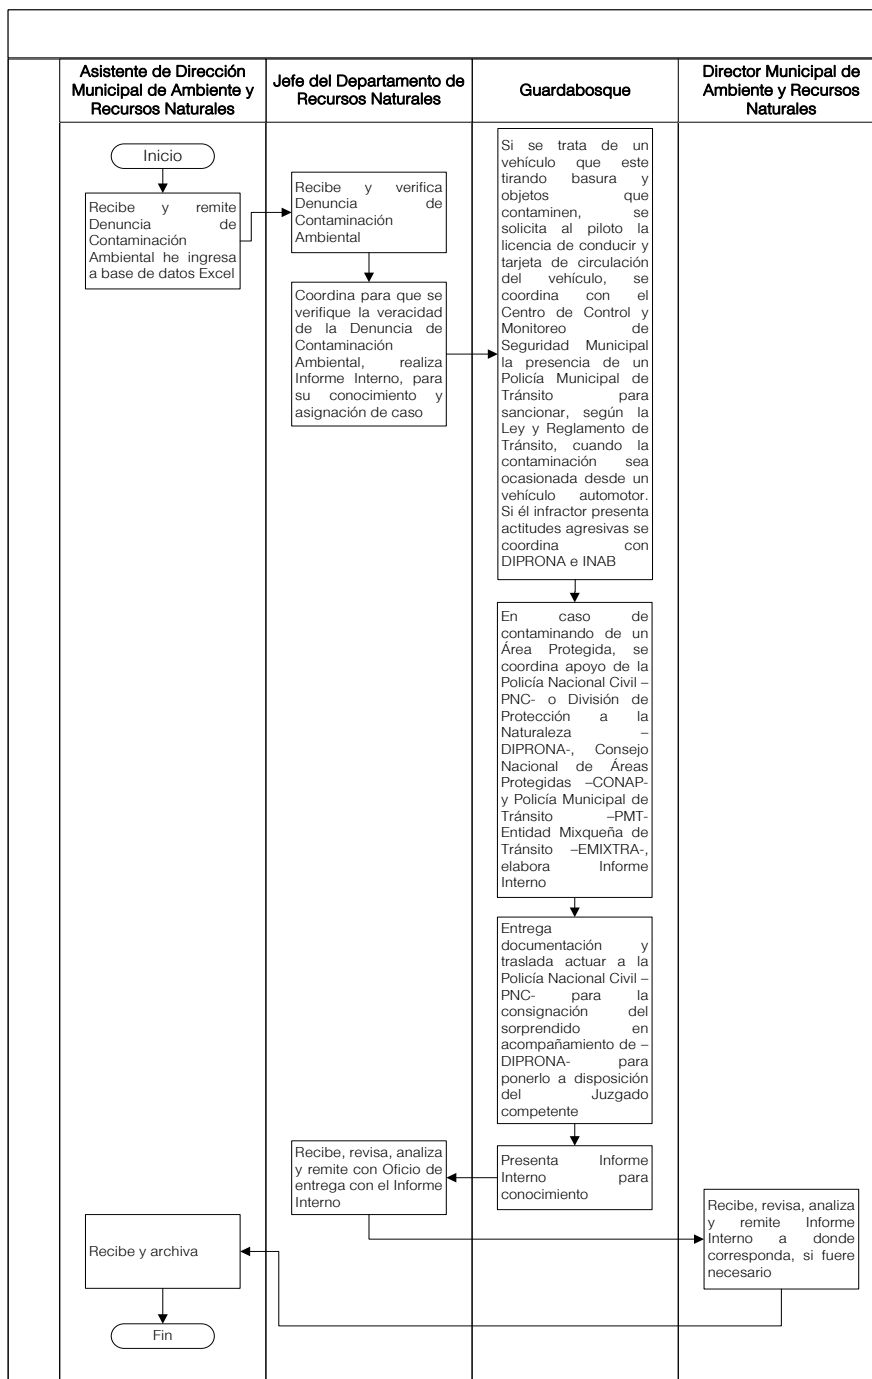 Asistente de Dirección
Municipal de Ambiente y
Recursos Naturales
Jefe del Departamento de
Recursos Naturales
Guardabosque
Director Municipal de
Ambiente y Recursos
Naturales
Inicio
Recibe y remite
Denuncia de
Contaminación
Ambiental he ingresa
a base de datos Excel
Recibe y verifica
Denuncia de
Contaminación
Ambiental
Coordina para que se
verifique la veracidad
de la Denuncia de
Contaminación
Ambiental, realiza
Informe Interno, para
su conocimiento y
asignación de caso
Si se trata de un
vehículo que este
tirando basura y
objetos que
contaminen, se
solicita al piloto la
licencia de conducir y
tarjeta de circulación
del vehículo, se
coordina con el
Centro de Control y
Monitoreo de
Seguridad Municipal
la presencia de un
Policía Municipal de
Tránsito para
sancionar, según la
Ley y Reglamento de
Tránsito, cuando la
contaminación sea
ocasionada desde un
vehículo automotor.
Si él infractor presenta
actitudes agresivas se
coordina con
DIPRONA e INAB
En caso de
contaminando de un
Área Protegida, se
coordina apoyo de la
Policía Nacional Civil –
PNC- o División de
Protección a la
Naturaleza –
DIPRONA-, Consejo
Nacional de Áreas
Protegidas –CONAP-
y Policía Municipal de
Tránsito –PMT-
Entidad Mixqueña de
Tránsito –EMIXTRA-,
elabora Informe
Interno
Entrega
documentación y
traslada actuar a la
Policía Nacional Civil –
PNC- para la
consignación del
sorprendido en
acompañamiento de –
DIPRONA- para
ponerlo a disposición
del Juzgado
competente
Presenta Informe
Interno para
conocimiento
Recibe, revisa, analiza
y remite con Oficio de
entrega con el Informe
Interno
Recibe, revisa, analiza
y remite Informe
Interno a donde
corresponda, si fuere
necesario
Recibe y archiva
Fin